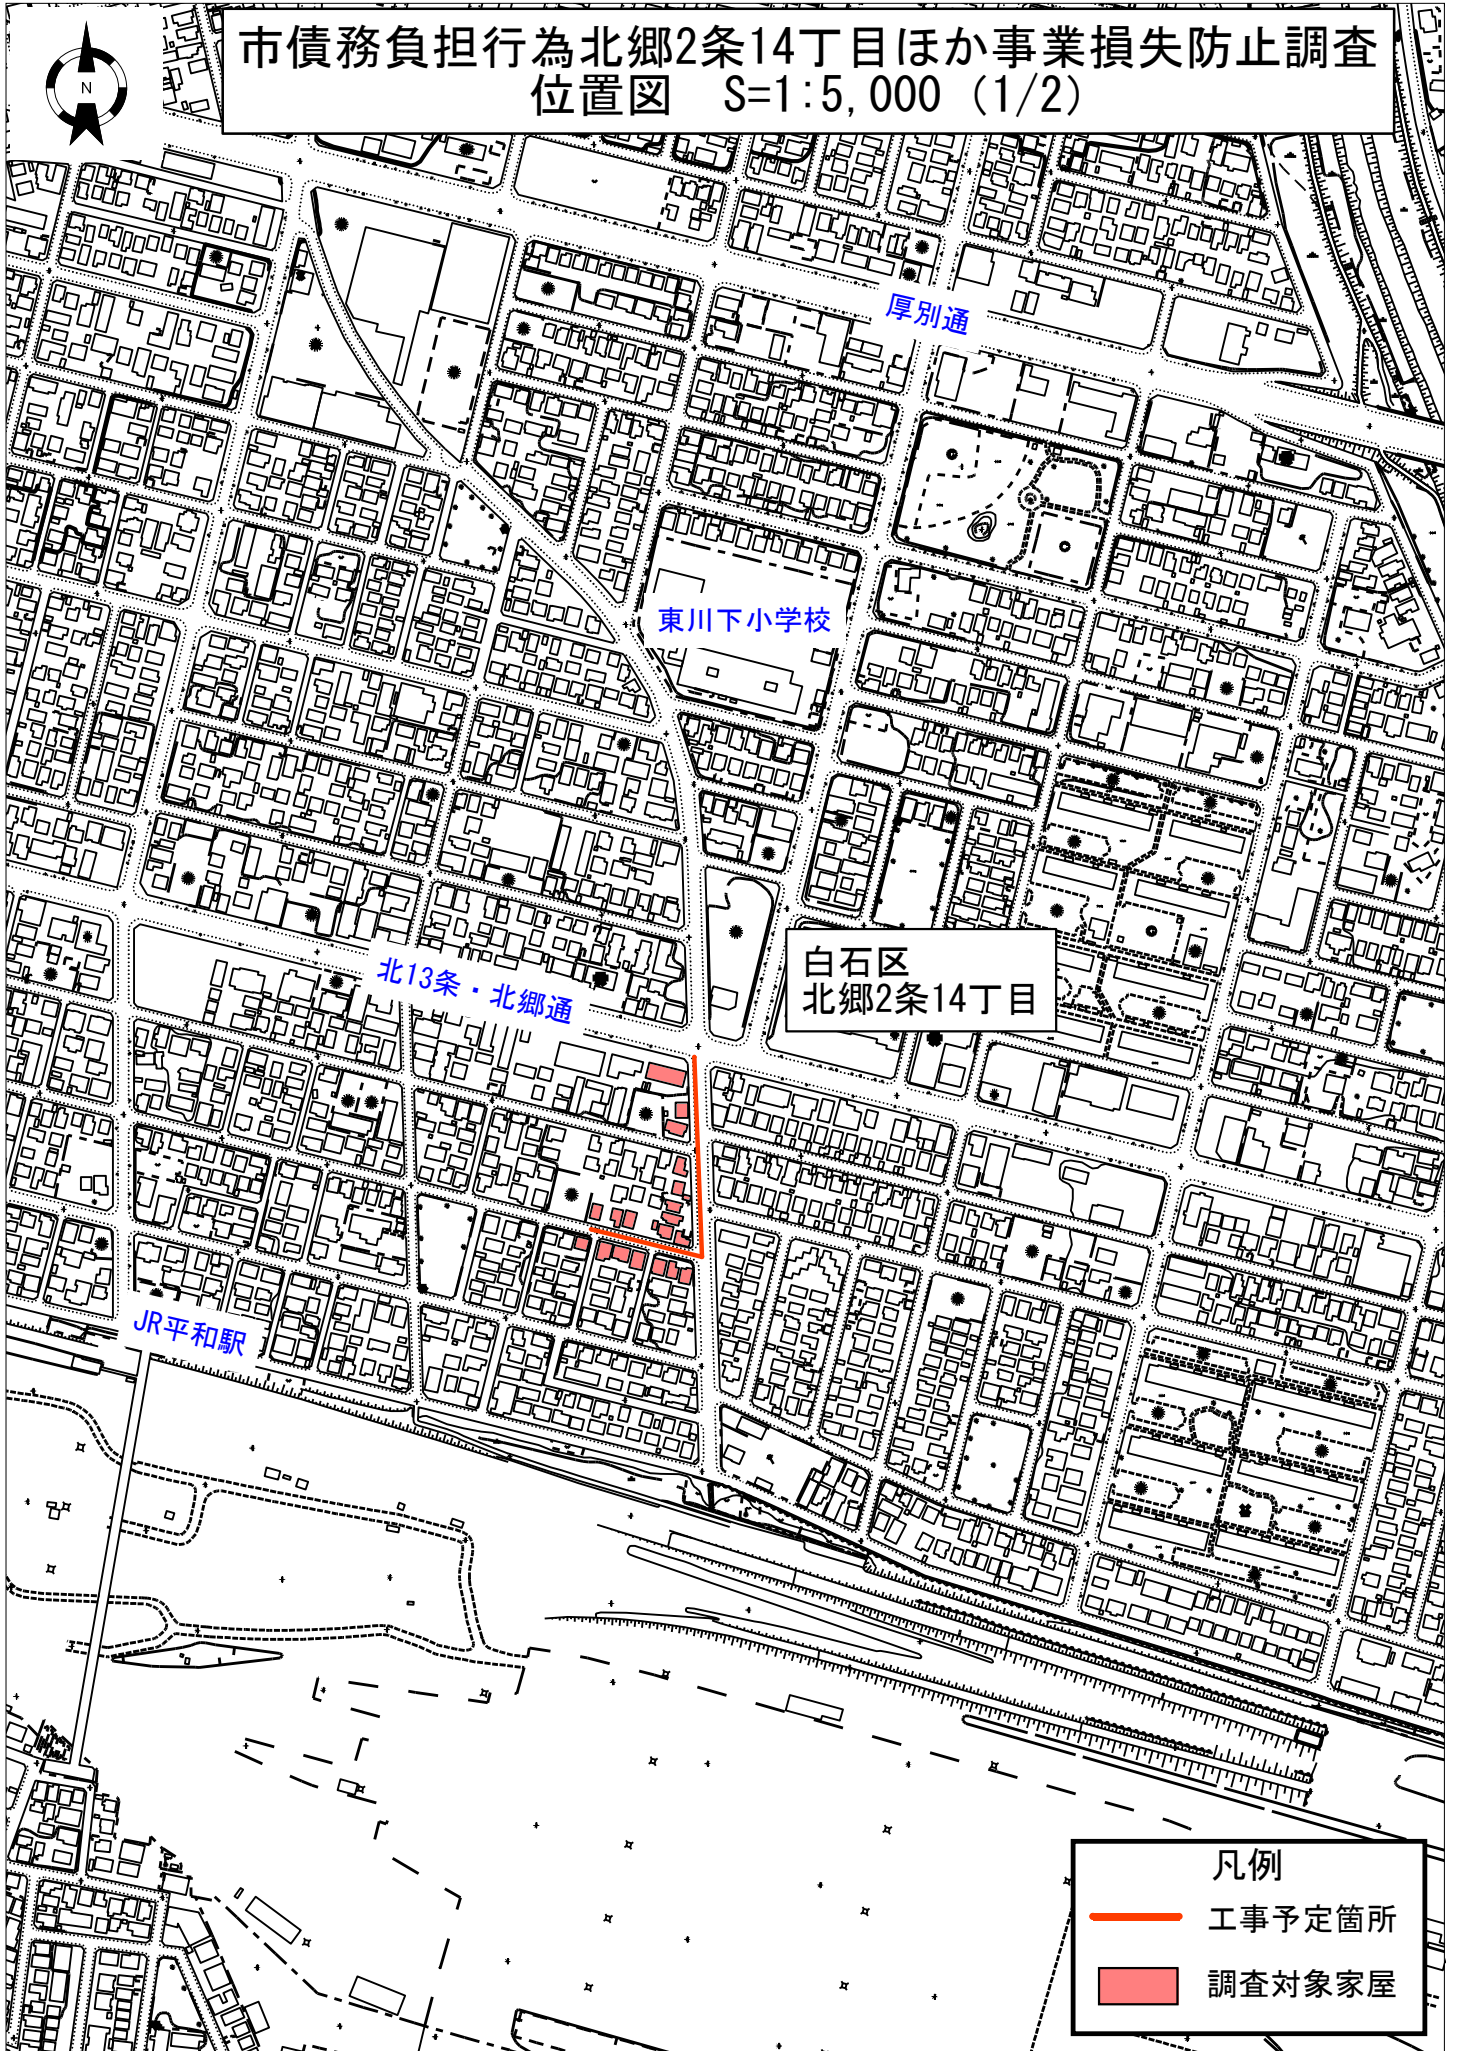 市債務負担行為北郷2条14丁目ほか事業損失防止調査
位置図　S=1:5,000（1/2）
N
厚別通
東川下小学校
白石区
北郷2条14丁目
北13条・北郷通
JR平和駅
凡例
工事予定箇所
調査対象家屋